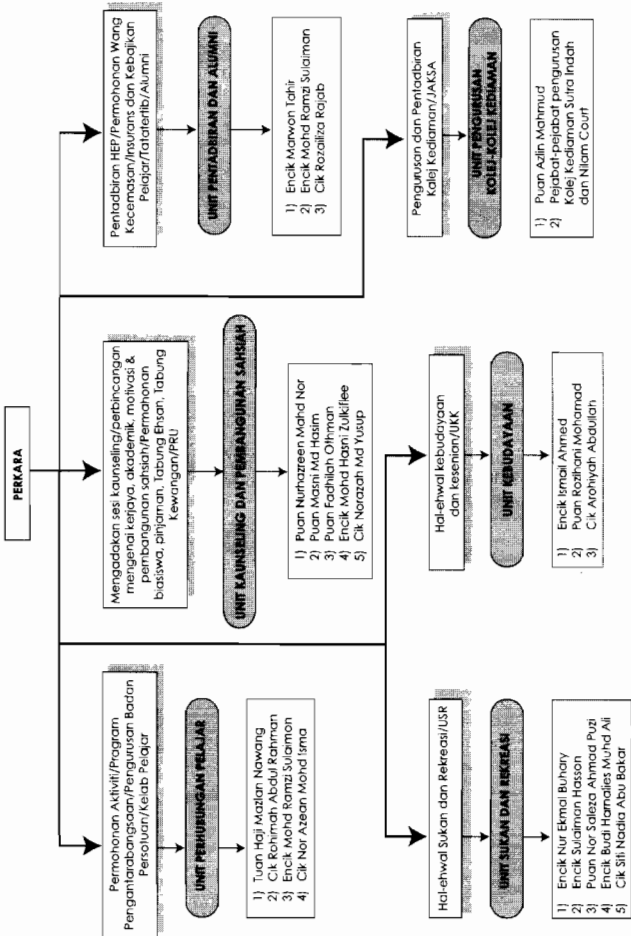 PERKARA
Permohonan Aktiviti/Program
Pengantarabangsaan/Pengurusan Badan
Persatuan/Kelab Pelajar
UNIT PERHUBUNGAN PELAJAR
1) Tuan Haji Mazlan Nawang
2) Cik Rohimah Abdul Rahman
3) Encik Mohd Ramzi Sulaiman
4) Cik Nor Azean Mohd Isma
Mengadakan sesi kaunseling/perbincangan
mengenai kerjaya, akademik, motivasi &
pembangunan sahsiah/Permohonan
biasiswa, pinjaman, Tabung Ehsan, Tabung
Kewangan/PRU
UNIT KAUNSELING DAN PEMBANGUNAN SAHSIAH
1) Puan Nurhazreen Mahd Nor
2) Puan Masni Md Hasim
3) Puan Fadhilah Othman
4) Encik Mohd Hasni Zulkiflee
5) Cik Norazah Md Yusup
Pentadbiran HEP/Permohonan Wang
Kecemasan/Insurans dan Kebajikan
Pelajar/Tatatertib/Alumni
UNIT PENTADBIRAN DAN ALUMNI
1) Encik Marwan Tahir
2) Encik Mohd Ramzi Sulaiman
3) Cik Rozailiza Rajab
Hal-ehwal Sukan dan Rekreasi/USR
UNIT SUKAN DAN REKREASI
1) Encik Nur Ekmal Buhary
2) Encik Sulaiman Hassan
3) Puan Nor Saleza Ahmad Puzi
4) Encik Budi Hamalies Muhd Ali
5) Cik Siti Nadia Abu Bakar
Hal-ehwal kebudayaan
dan kesenian/UKK
UNIT KEBUDAYAAN
1) Encik Ismail Ahmed
2) Puan Rozihani Mohamad
3) Cik Arohiyah Abdullah
Pengurusan dan Pentadbiran
Kolej Kediaman/JAKSA
UNIT PENGURUSAN
KOLEJ-KOLEJ KEDIAMAN
1) Puan Azlin Mahmud
2) Pejabat-pejabat pengurusan
Kolej Kediaman Sutra Indah
dan Nilam Court